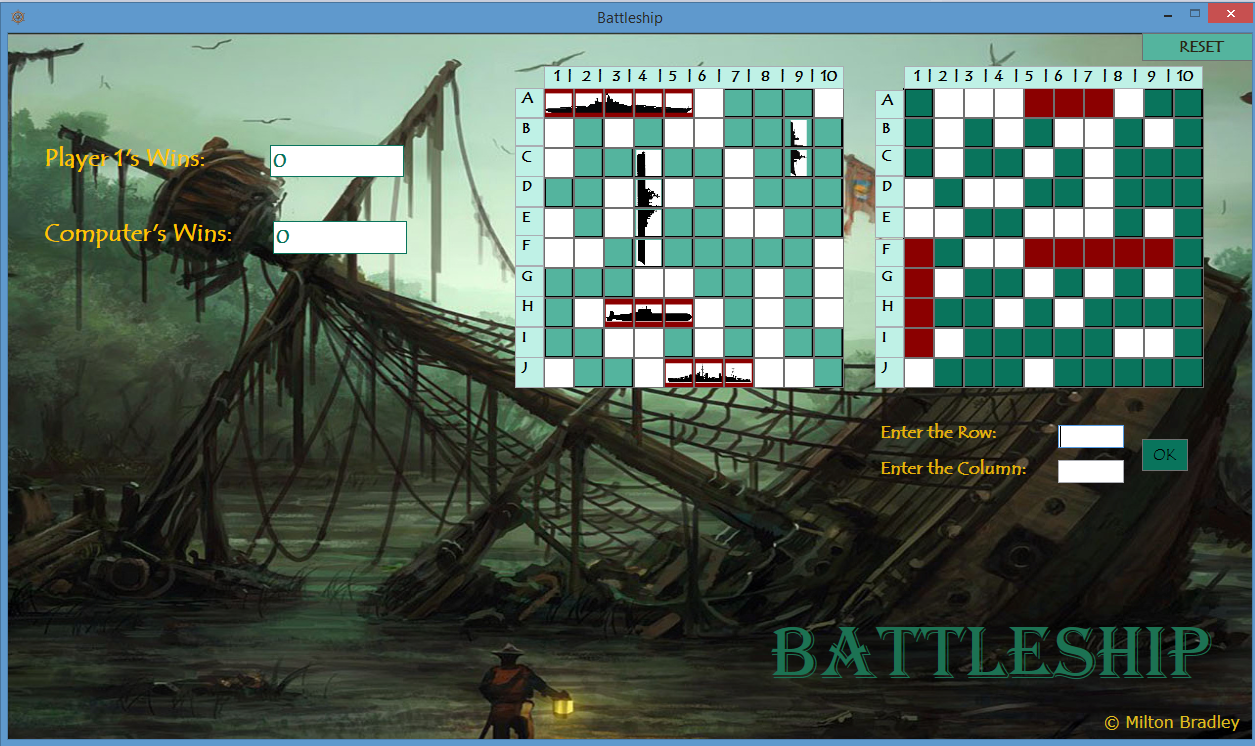 Battleship
RESET
1 | 2 | 3 | 4 | 5 | 6 | 7 | 8 | 9 | 10
A
B
C
D
E
F
G
H
I
J
1 | 2 | 3 | 4 | 5 | 6 | 7 | 8 | 9 | 10
A
B
C
D
E
F
G
H
I
J
Player 1's Wins: 0
Computer's Wins: 0
Enter the Row:
Enter the Column:
OK
BATTLESHIP
© Milton Bradley